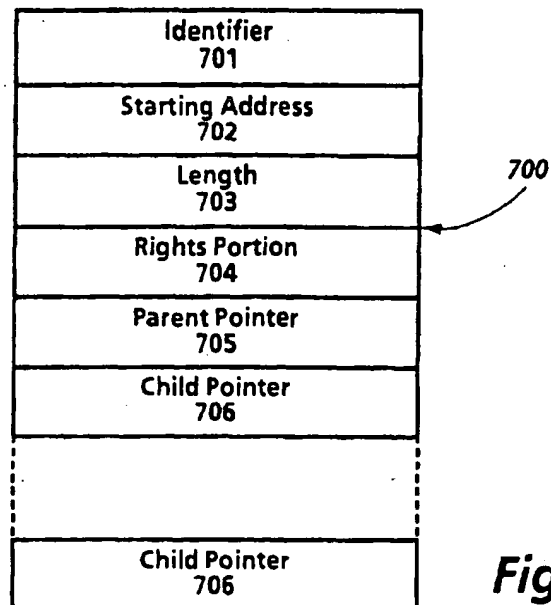 Identifier
701
Starting Address
702
Length
703
700
Rights Portion
704
Parent Pointer
705
Child Pointer
706
Child Pointer
706
Fig